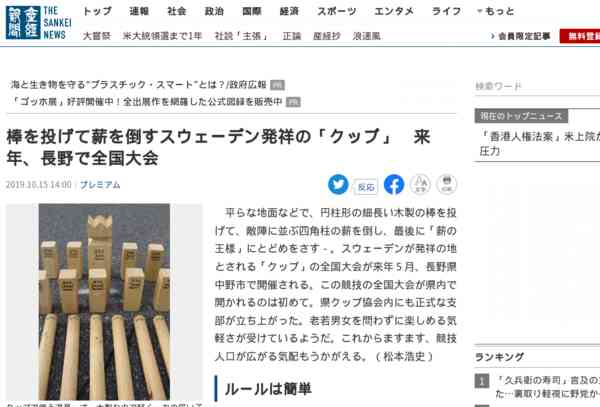 産経新聞
THE SANKEI NEWS
トップ 速報 社会 政治 国際 経済 スポーツ エンタメ ライフ もっと
大嘗祭 米大統領選まで1年 社説「主張」 正論 産経抄 浪速風
会員限定記事 無料登録
海と生き物を守る“プラスチック・スマート”とは?/政府広報 PR
「ゴッホ展」好評開催中！全出展作を網羅した公式図録を販売中 PR
棒を投げて薪を倒すスウェーデン発祥の「クッブ」　来
年、長野で全国大会
2019.10.15 14:00 プレミアム
反応
平らな地面などで、円柱形の細長い木製の棒を投
げて、敵陣に並ぶ四角柱の薪を倒し、最後に「薪の
王様」にとどめをさす－。スウェーデンが発祥の地
とされる「クッブ」の全国大会が来年５月、長野県
中野市で開催される。この競技の全国大会が県内で
開かれるのは初めて。県クッブ協会内にも正式な支
部が立ち上がった。老若男女を問わずに楽しめる気
軽さが受けているようだ。これからますます、競技
人口が広がる気配もうかがえる。（松本浩史）
ルールは簡単
検索ワード
現在のトップニュース
「香港人権法案」米上院が
圧力
ランキング
1 「久兵衛の寿司」言及の立
た…裏取り軽視に野党か